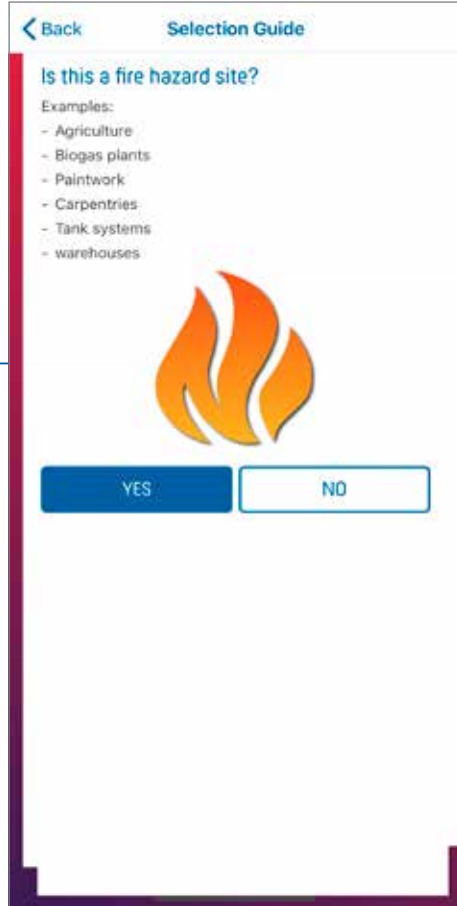 Back
Selection Guide
Is this a fire hazard site?
Examples:
- Agriculture
- Biogas plants
- Paintwork
- Carpentries
- Tank systems
- warehouses
YES
NO